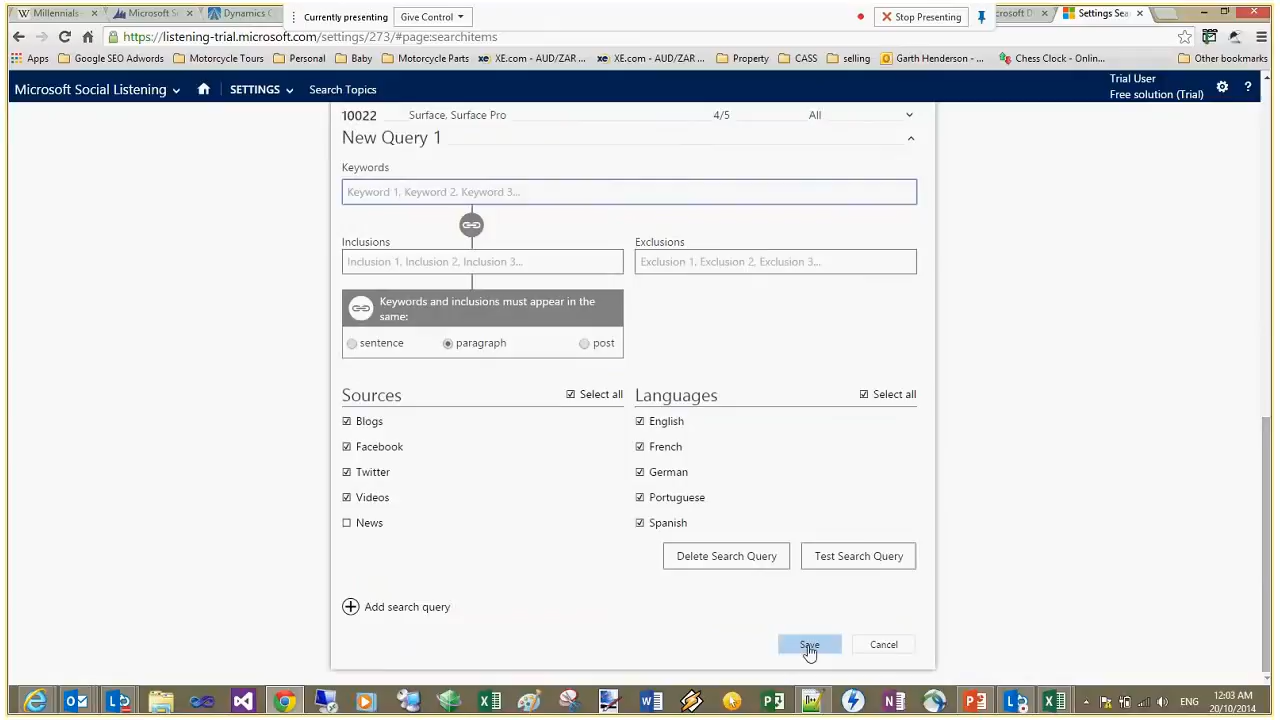 Millennials
Microsoft S
Dynamics C
Currently presenting
Give Control
Stop Presenting
rosoft D
Settings Sea
https://listening-trial.microsoft.com/settings/273/#page:searchitems
Apps
Google SEO Adwords
Motorcycle Tours
Personal
Baby
Motorcycle Parts
XE.com - AUD/ZAR ...
XE.com - AUD/ZAR ...
Property
CASS
selling
Garth Henderson - ...
Chess Clock - Onlin...
Other bookmarks
Microsoft Social Listening
SETTINGS
Search Topics
Trial User
Free solution (Trial)
?
10022 Surface, Surface Pro 4/5 All
New Query 1
Keywords
Keyword 1, Keyword 2, Keyword 3...
Inclusions Exclusions
Inclusion 1, Inclusion 2, Inclusion 3... Exclusion 1, Exclusion 2, Exclusion 3...
Keywords and inclusions must appear in the
same:
sentence paragraph post
Sources Select all Languages Select all
Blogs English
Facebook French
Twitter German
Videos Portuguese
News Spanish
Delete Search Query Test Search Query
Add search query
Save Cancel
ENG
12:03 AM
20/10/2014